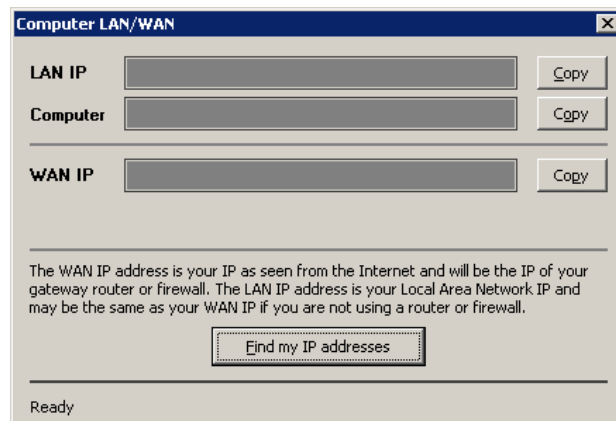 Computer LAN/WAN
LAN IP Copy
Computer Copy
WAN IP Copy
The WAN IP address is your IP as seen from the Internet and will be the IP of your
gateway router or firewall. The LAN IP address is your Local Area Network IP and
may be the same as your WAN IP if you are not using a router or firewall.
Find my IP addresses
Ready